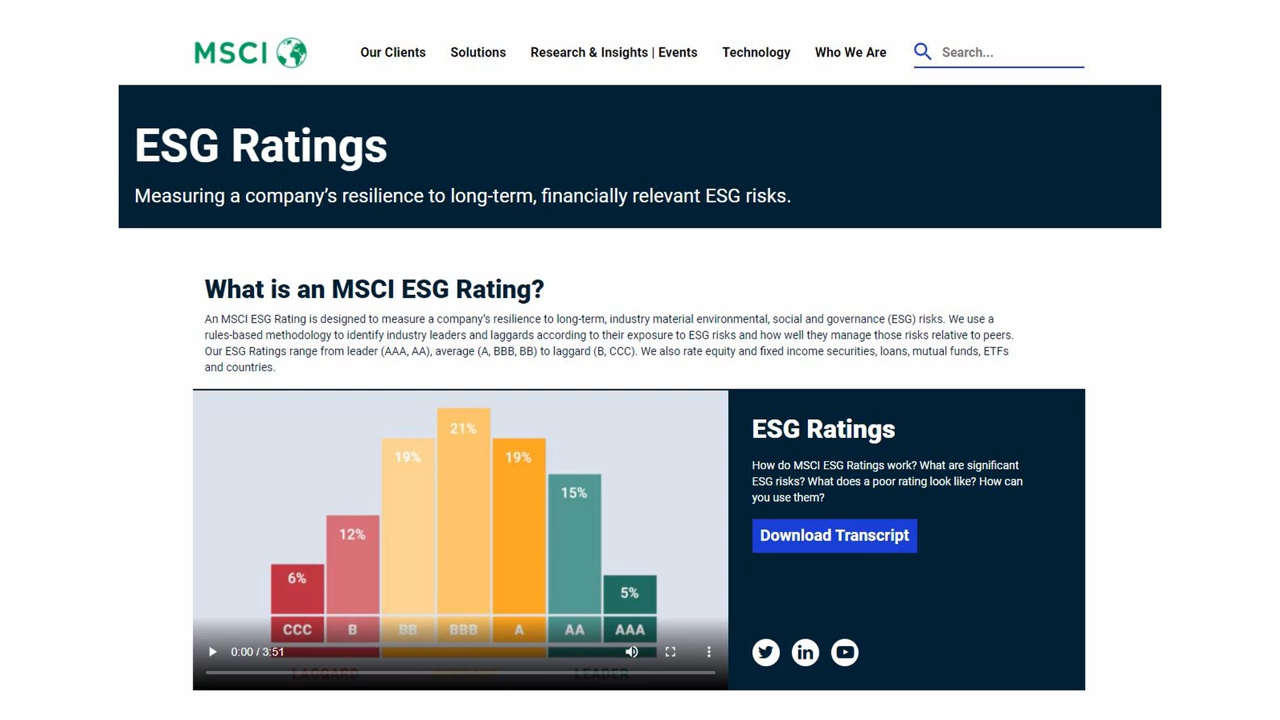 MSCI
Our Clients Solutions Research & Insights | Events Technology Who We Are Search...
ESG Ratings
Measuring a company’s resilience to long-term, financially relevant ESG risks.
What is an MSCI ESG Rating?
An MSCI ESG Rating is designed to measure a company’s resilience to long-term, industry material environmental, social and governance (ESG) risks. We use a
rules-based methodology to identify industry leaders and laggards according to their exposure to ESG risks and how well they manage those risks relative to peers.
Our ESG Ratings range from leader (AAA, AA), average (A, BBB, BB) to laggard (B, CCC). We also rate equity and fixed income securities, loans, mutual funds, ETFs
and countries.
6% 12% 19% 21% 19% 15% 5%
CCC B BB BBB A AA AAA
0:00 / 3:51
LAGGARD AVERAGE LEADER
ESG Ratings
How do MSCI ESG Ratings work? What are significant
ESG risks? What does a poor rating look like? How can
you use them?
Download Transcript